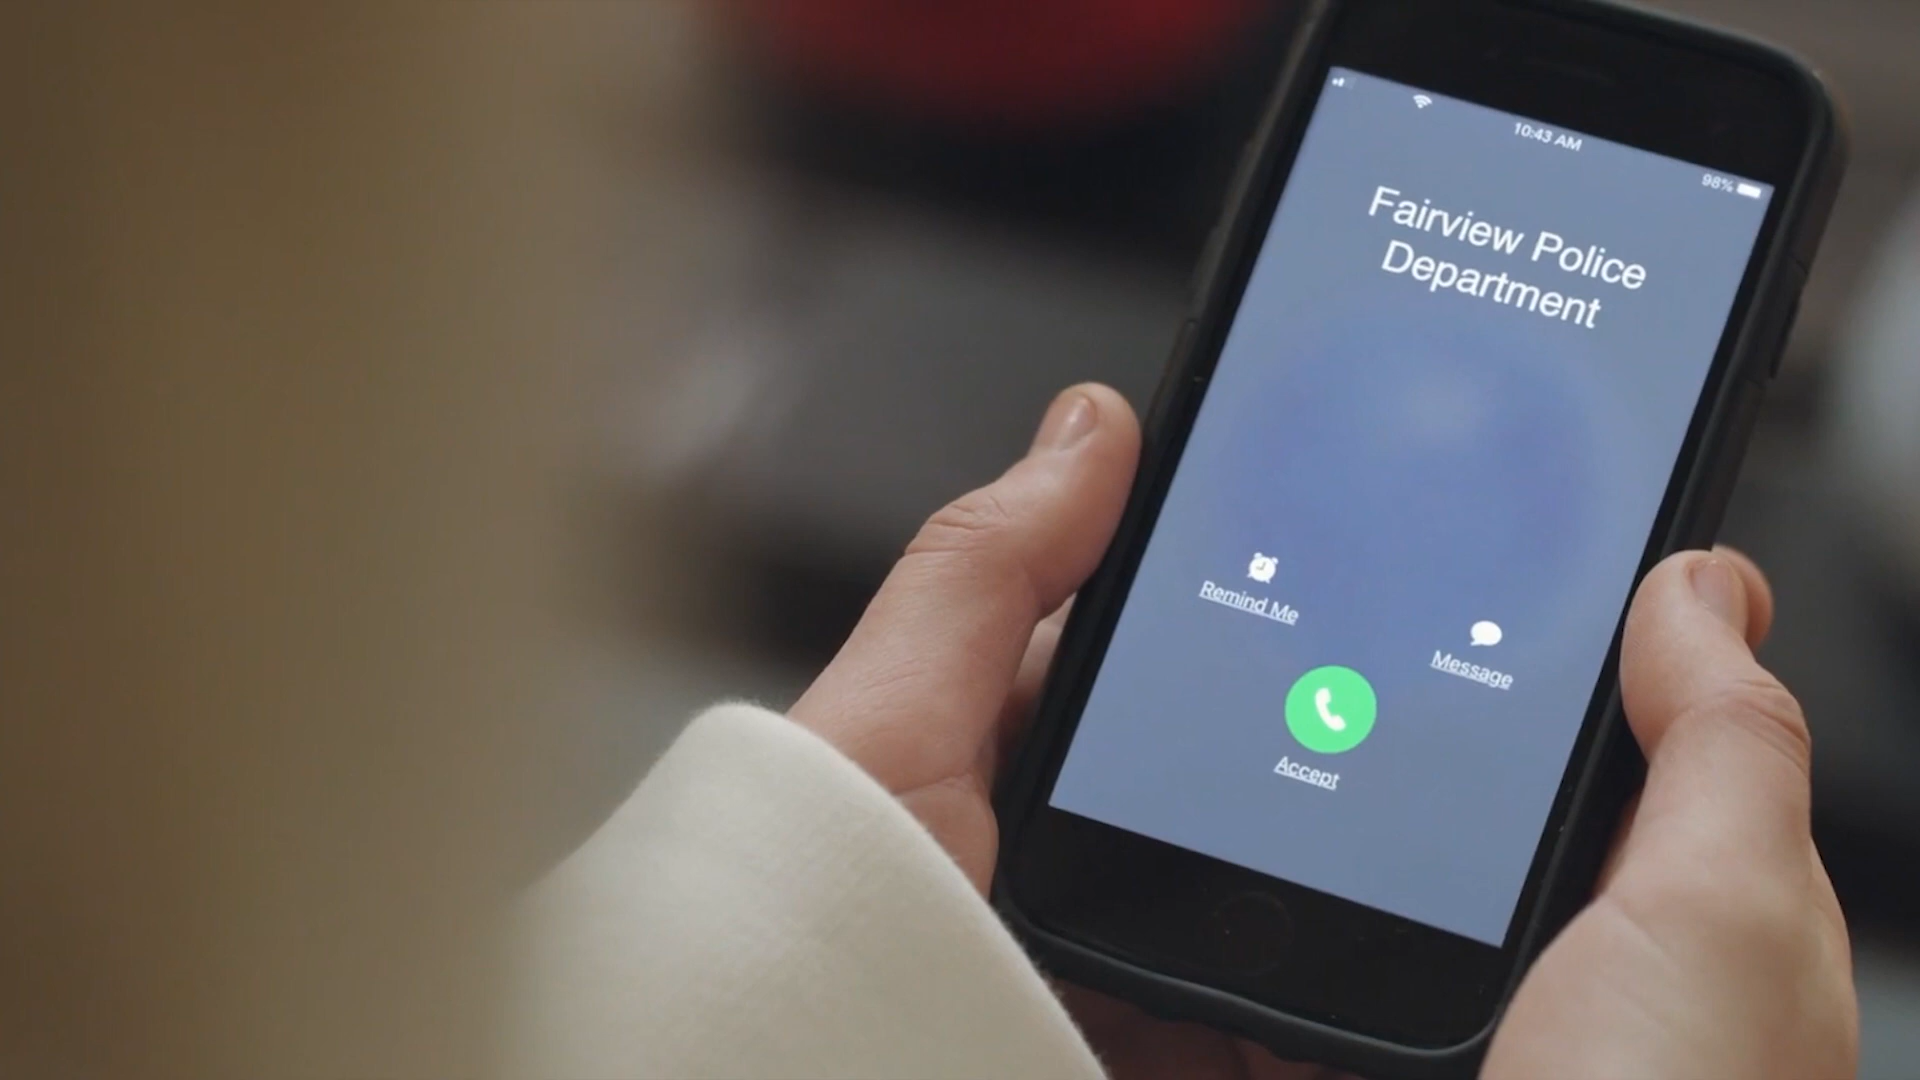 10:43 AM
98%
Fairview Police
Department
Remind Me
Message
Accept